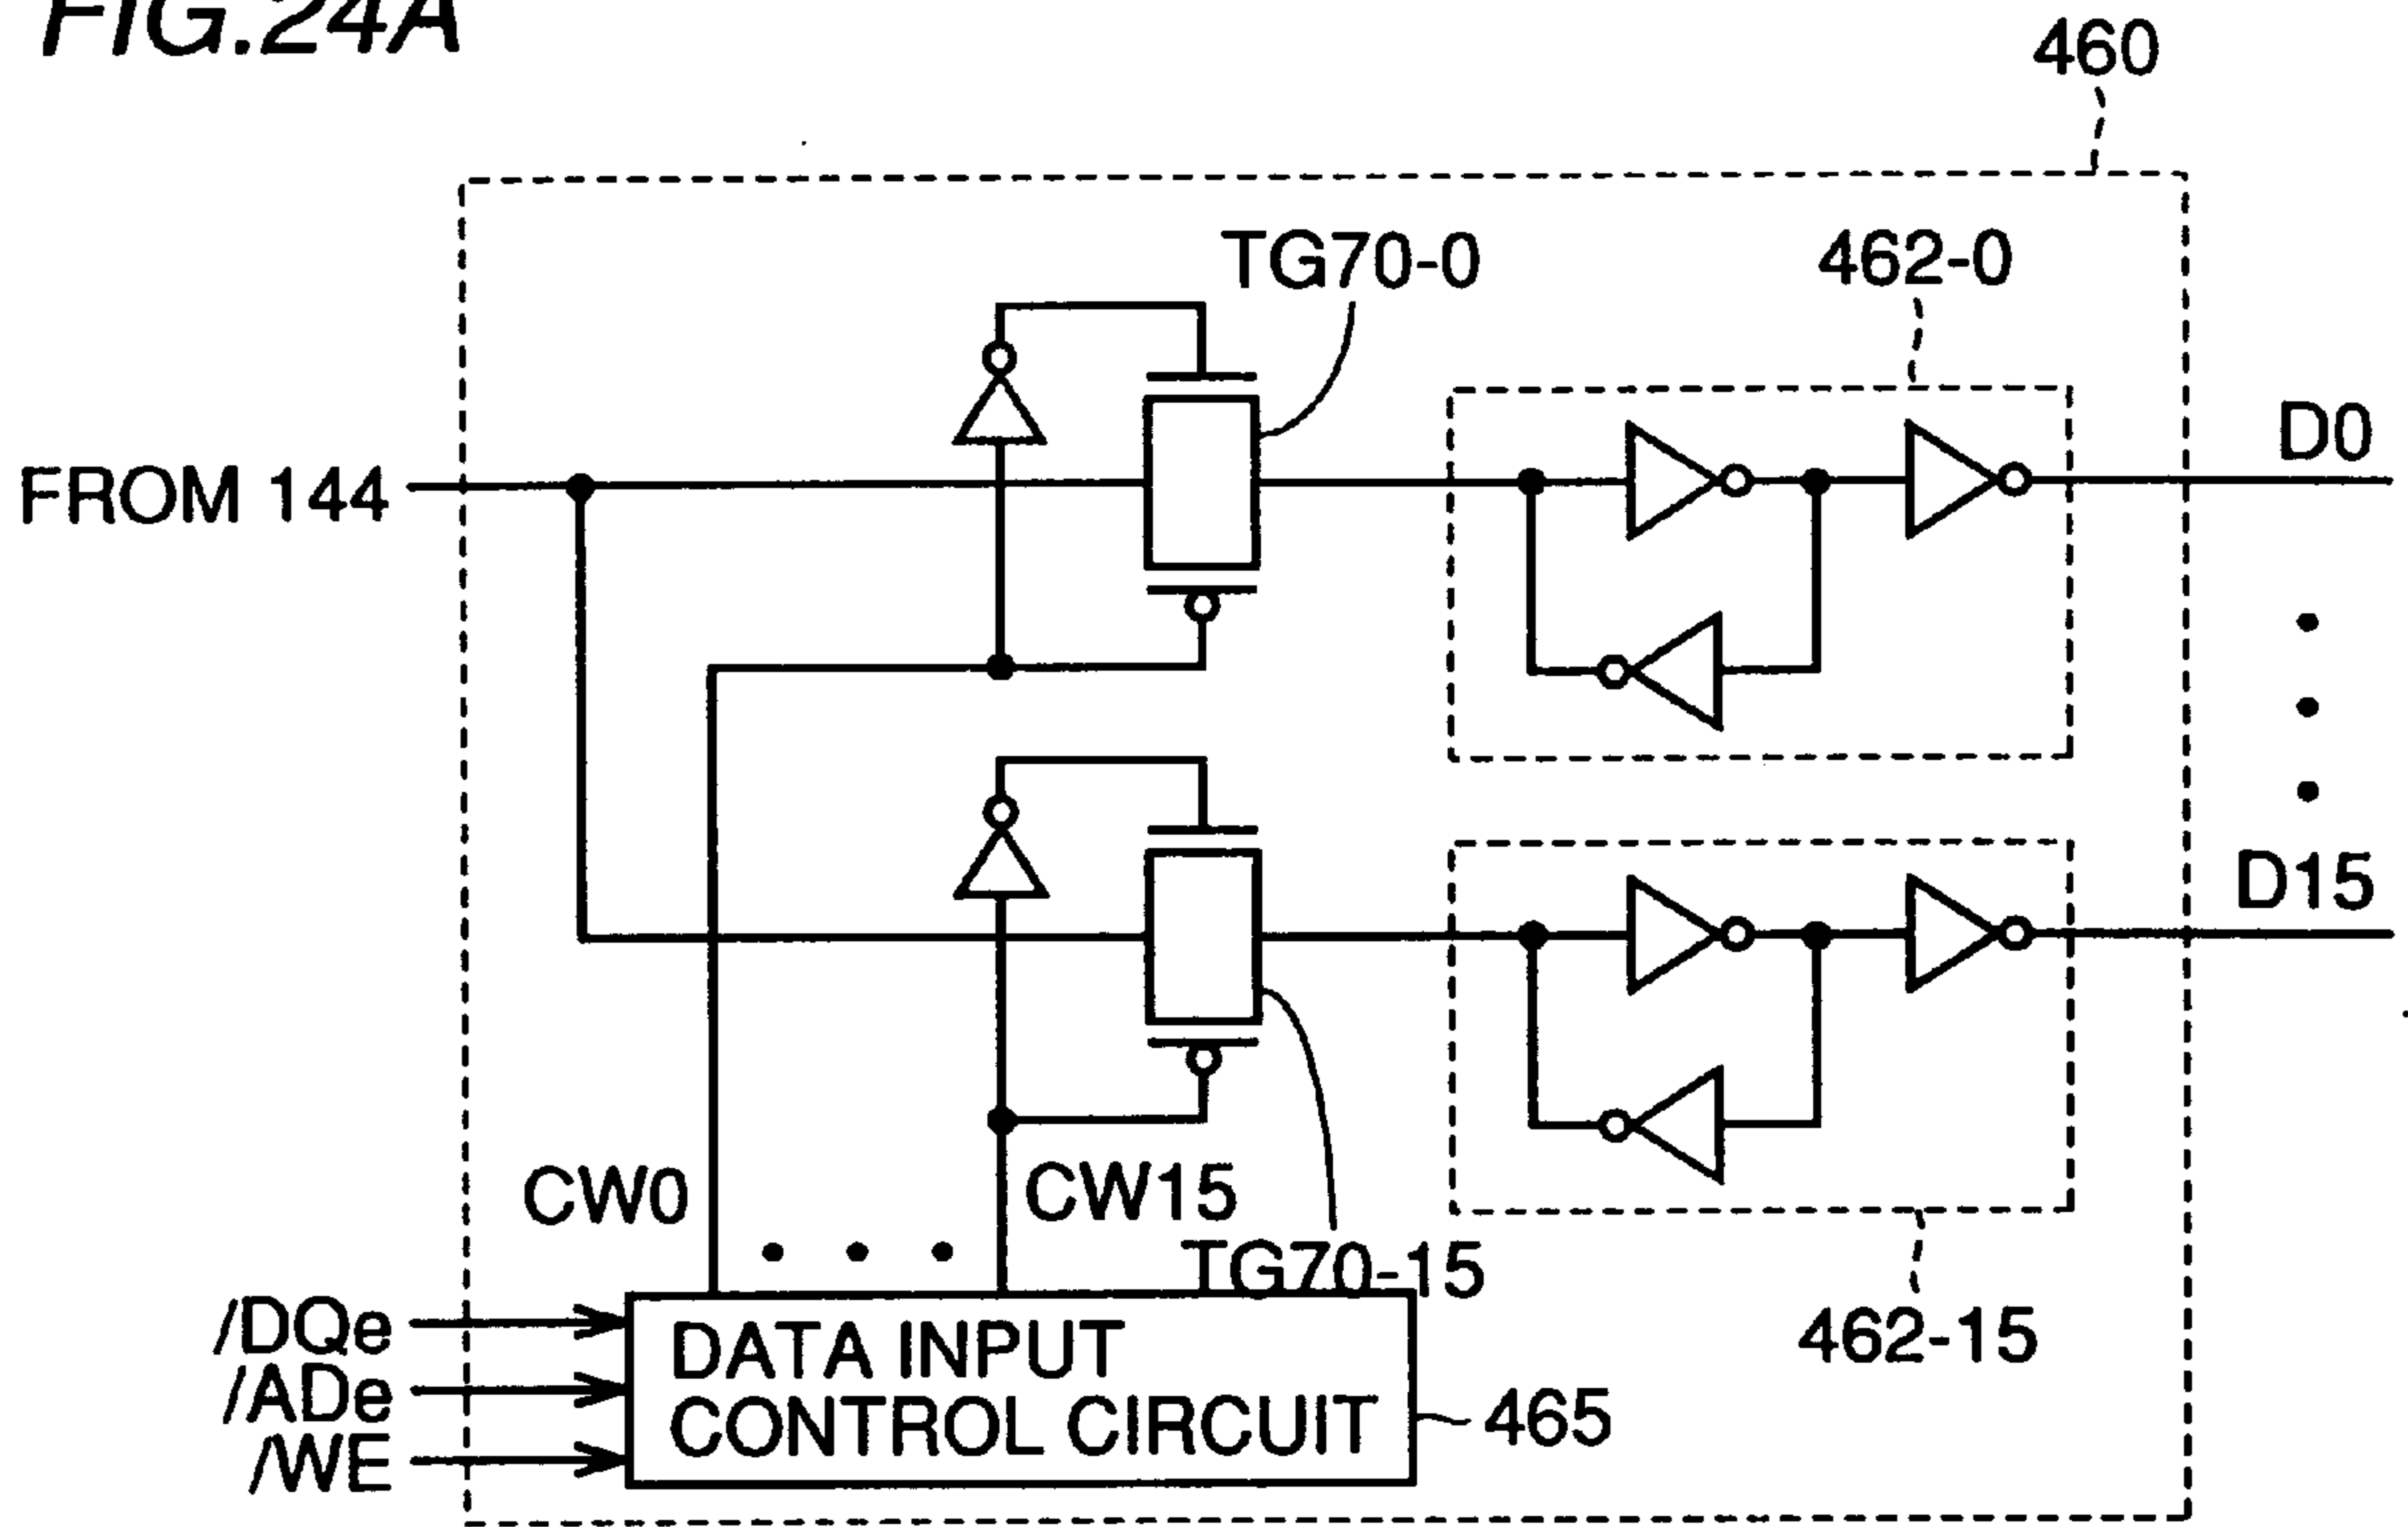 FIG.24A
460
TG70-0
462-0
FROM 144
D0
D15
CW0
CW15
TG70-15
462-15
/DQe
/ADe
/WE
DATA INPUT
CONTROL CIRCUIT
465